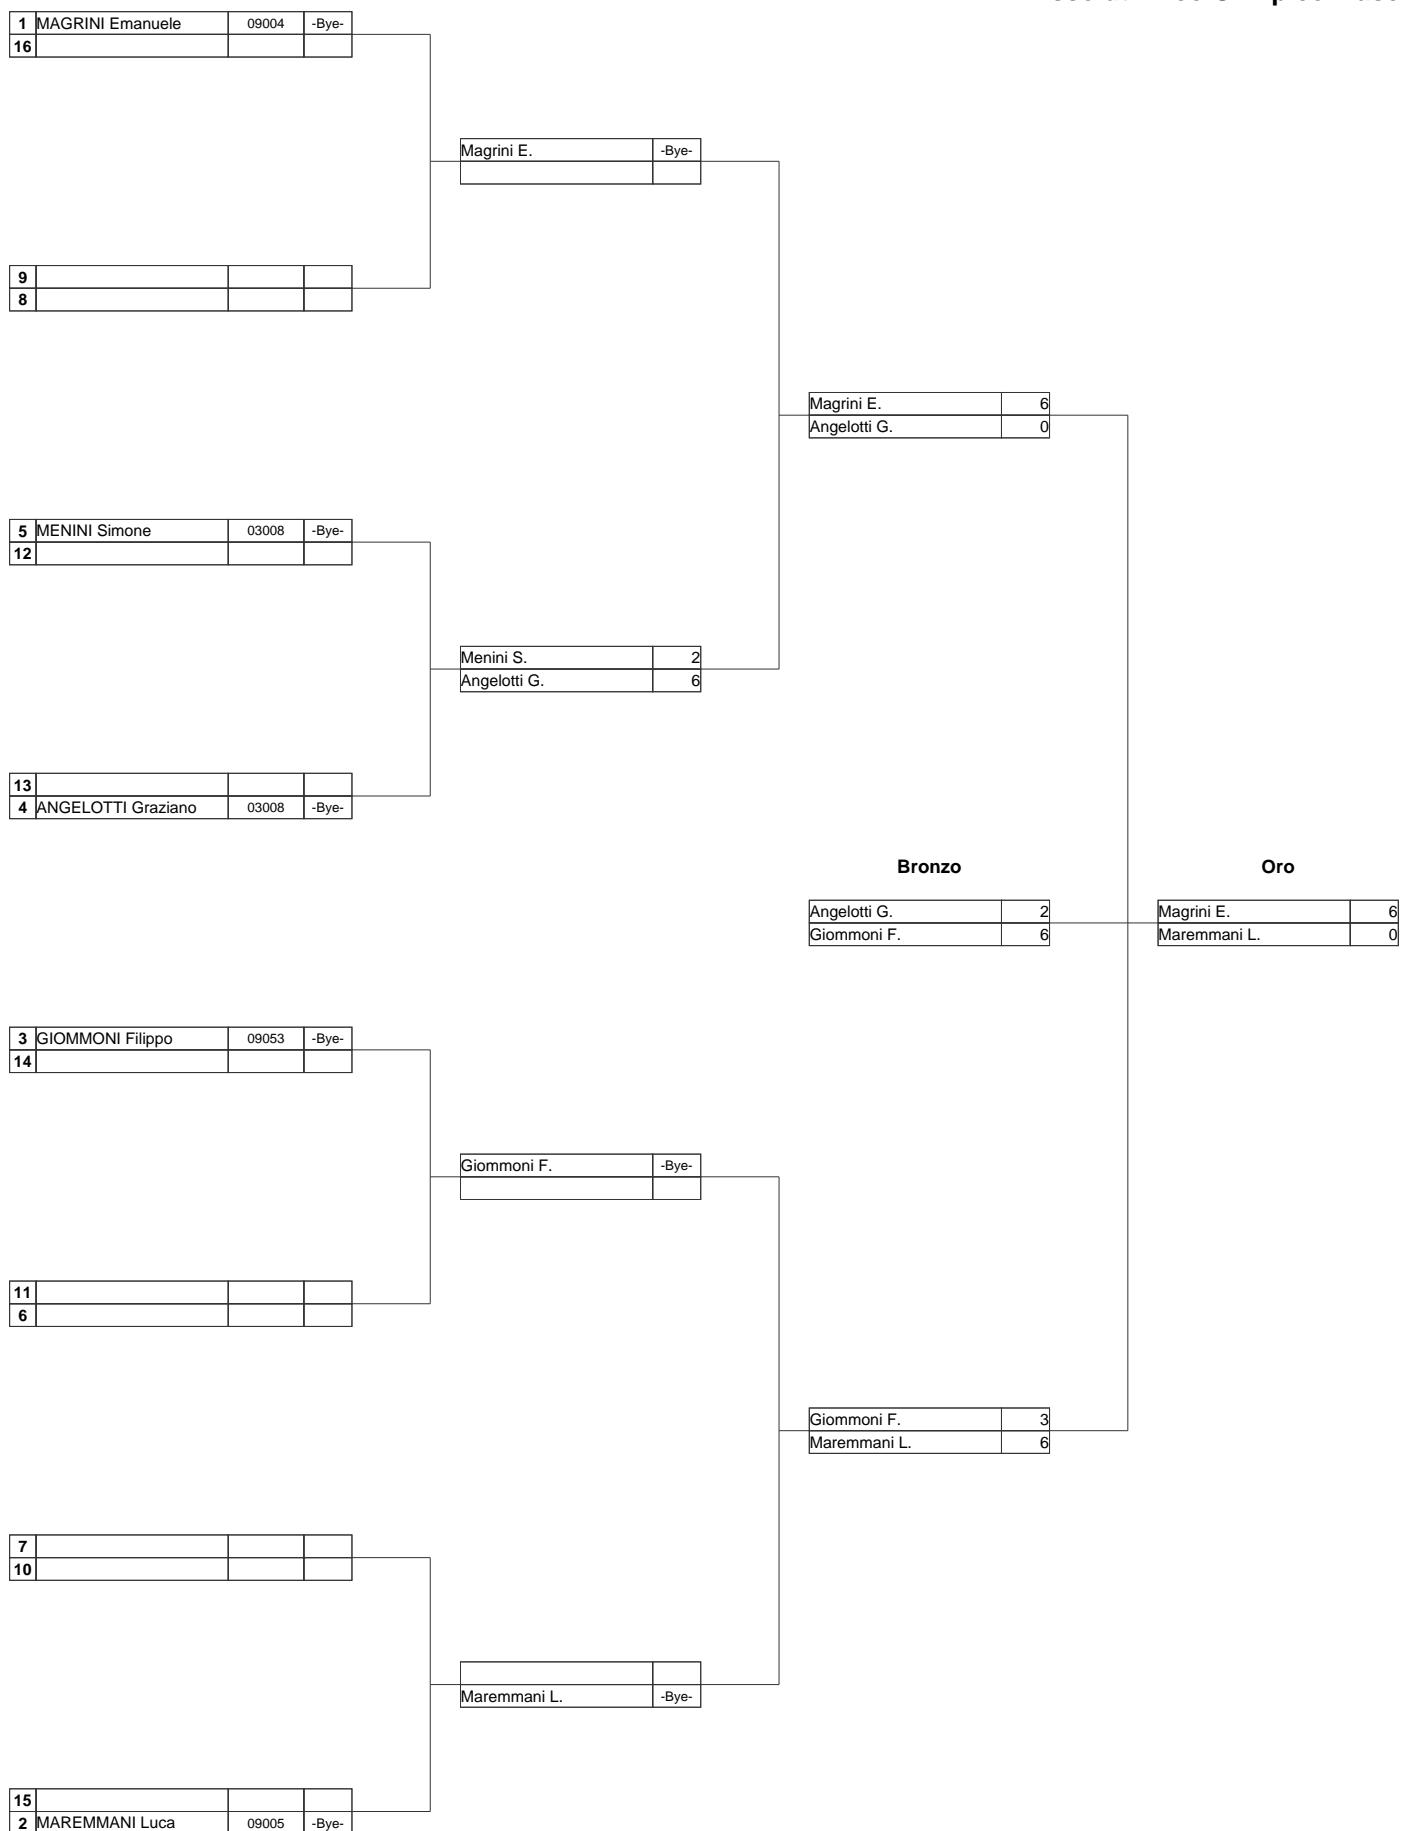 1 MAGRINI Emanuele 09004 -Bye-
16
Magrini E. -Bye-
9
8
Magrini E. 6
Angelotti G. 0
5 MENINI Simone 03008 -Bye-
12
Menini S. 2
Angelotti G. 6
13
4 ANGELOTTI Graziano 03008 -Bye-
Bronzo Oro
Angelotti G. 2 Magrini E. 6
Giommoni F. 6 Maremmani L. 0
3 GIOMMONI Filippo 09053 -Bye-
14
Giommoni F. -Bye-
11
6
Giommoni F. 3
Maremmani L. 6
7
10
Maremmani L. -Bye-
15
2 MAREMMANI Luca 09005 -Bye-